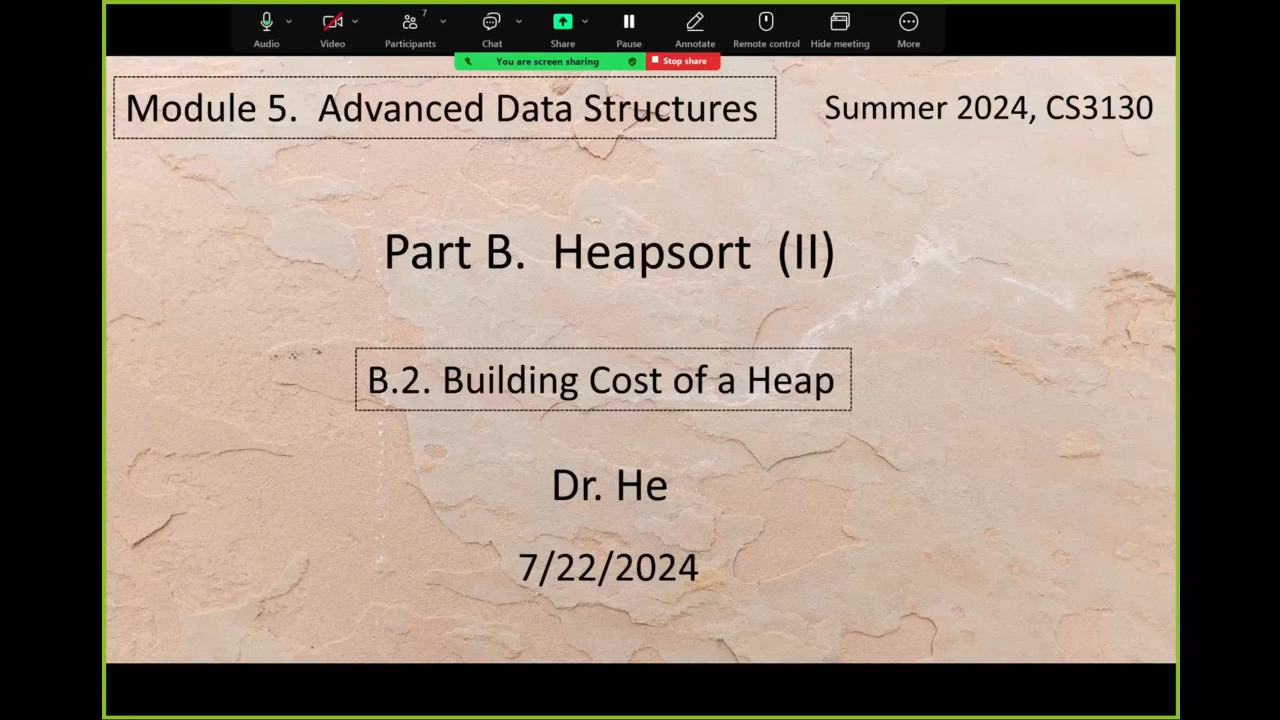 7
Audio
Video
Participants
Chat
Share
Pause
Annotate
Remote control
Hide meeting
More
You are screen sharing
Stop share
Module 5. Advanced Data Structures
Summer 2024, CS3130
Part B. Heapsort (II)
B.2. Building Cost of a Heap
Dr. He
7/22/2024